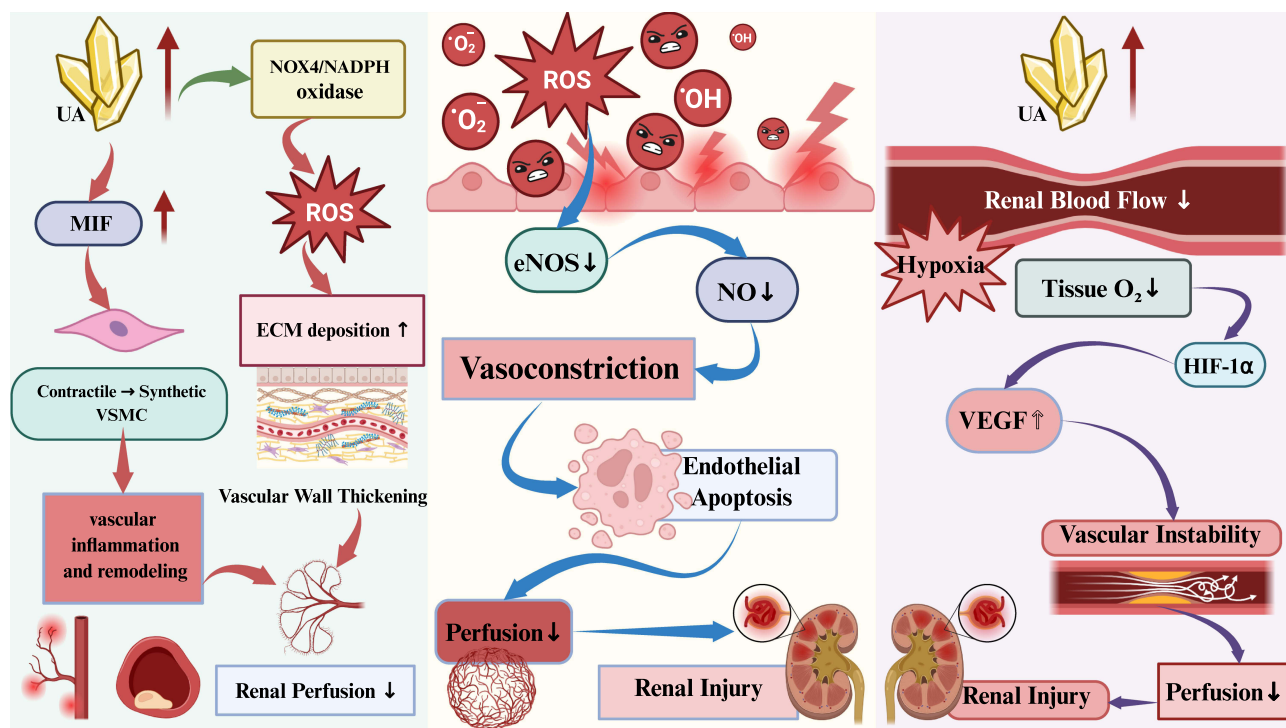 UA
NOX4/NADPH
oxidase
MIF
ROS
ECM deposition ↑
Contractile → Synthetic
VSMC
Vascular Wall Thickening
vascular
inflammation
and remodeling
Renal Perfusion ↓
•O₂⁻
ROS
•OH
•OH
•O₂⁻
eNOS↓
NO↓
Vasoconstriction
Endothelial
Apoptosis
Perfusion↓
Renal Injury
UA
Renal Blood Flow ↓
Hypoxia
Tissue O₂↓
HIF-1α
VEGF⇑
Vascular Instability
Perfusion↓
Renal Injury